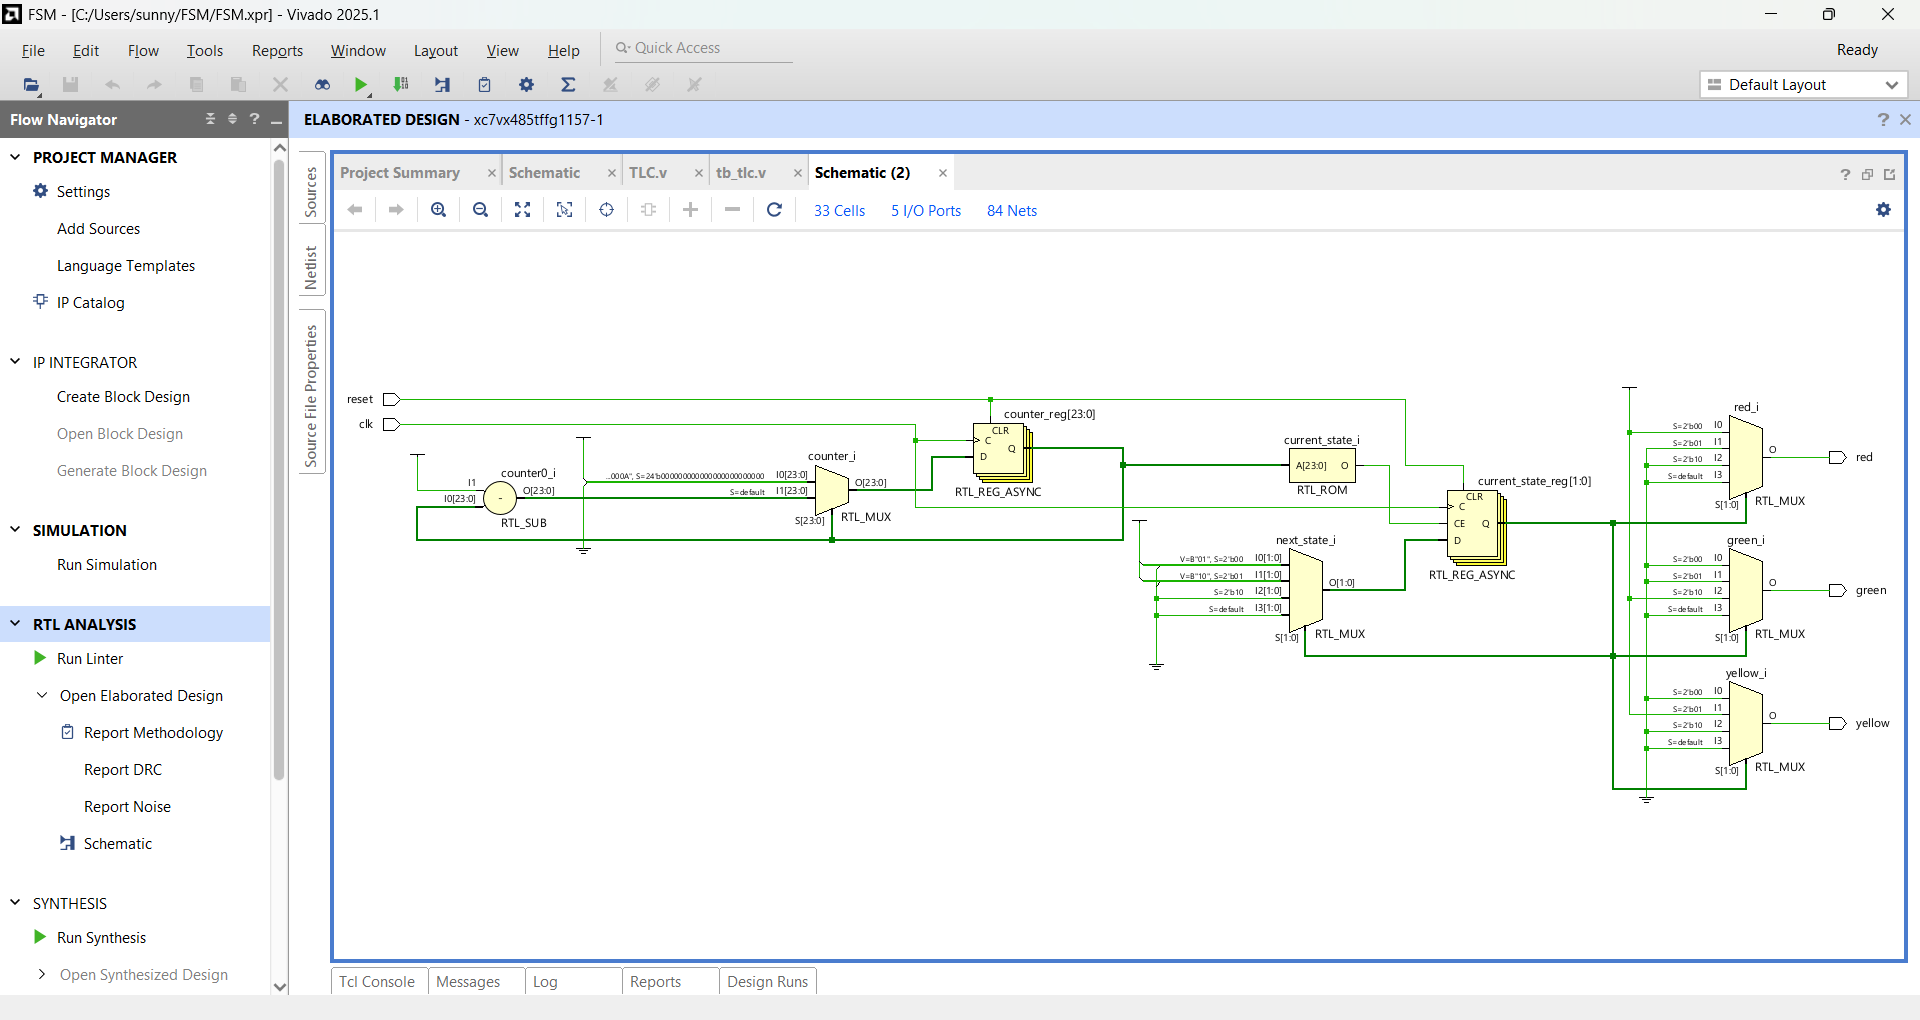 FSM - [C:/Users/sunny/FSM/FSM.xpr] - Vivado 2025.1
File Edit Flow Tools Reports Window Layout View Help Quick Access Ready
Default Layout
Flow Navigator
ELABORATED DESIGN - xc7vx485tffg1157-1
PROJECT MANAGER
Settings
Add Sources
Language Templates
IP Catalog
IP INTEGRATOR
Create Block Design
Open Block Design
Generate Block Design
SIMULATION
Run Simulation
RTL ANALYSIS
Run Linter
Open Elaborated Design
Report Methodology
Report DRC
Report Noise
Schematic
SYNTHESIS
Run Synthesis
Open Synthesized Design
Sources
Netlist
Source File Properties
Project Summary Schematic TLC.v tb_tlc.v Schematic (2)
33 Cells 5 I/O Ports 84 Nets
reset
clk
counter0_i
I1
I0[23:0]
-
O[23:0]
RTL_SUB
counter_i
...000A", S=24'b000000000000000000000000 I0[23:0]
S=default I1[23:0]
O[23:0]
S[23:0]
RTL_MUX
counter_reg[23:0]
CLR
C
D
Q
RTL_REG_ASYNC
current_state_i
A[23:0] O
RTL_ROM
next_state_i
V=B"01", S=2'b00 I0[1:0]
V=B"10", S=2'b01 I1[1:0]
S=2'b10 I2[1:0]
S=default I3[1:0]
O[1:0]
S[1:0]
RTL_MUX
current_state_reg[1:0]
CLR
C
CE Q
D
RTL_REG_ASYNC
red_i
S=2'b00 I0
S=2'b01 I1
S=2'b10 I2
S=default I3
O
S[1:0]
RTL_MUX
red
green_i
S=2'b00 I0
S=2'b01 I1
S=2'b10 I2
S=default I3
O
S[1:0]
RTL_MUX
green
yellow_i
S=2'b00 I0
S=2'b01 I1
S=2'b10 I2
S=default I3
O
S[1:0]
RTL_MUX
yellow
Tcl Console Messages Log Reports Design Runs